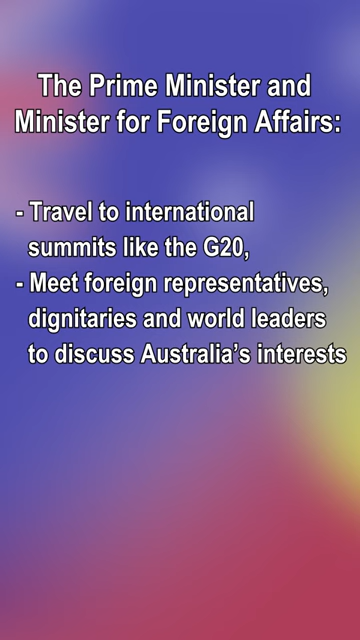 The Prime Minister and
Minister for Foreign Affairs:
- Travel to international
summits like the G20,
- Meet foreign representatives,
dignitaries and world leaders
to discuss Australia's interests